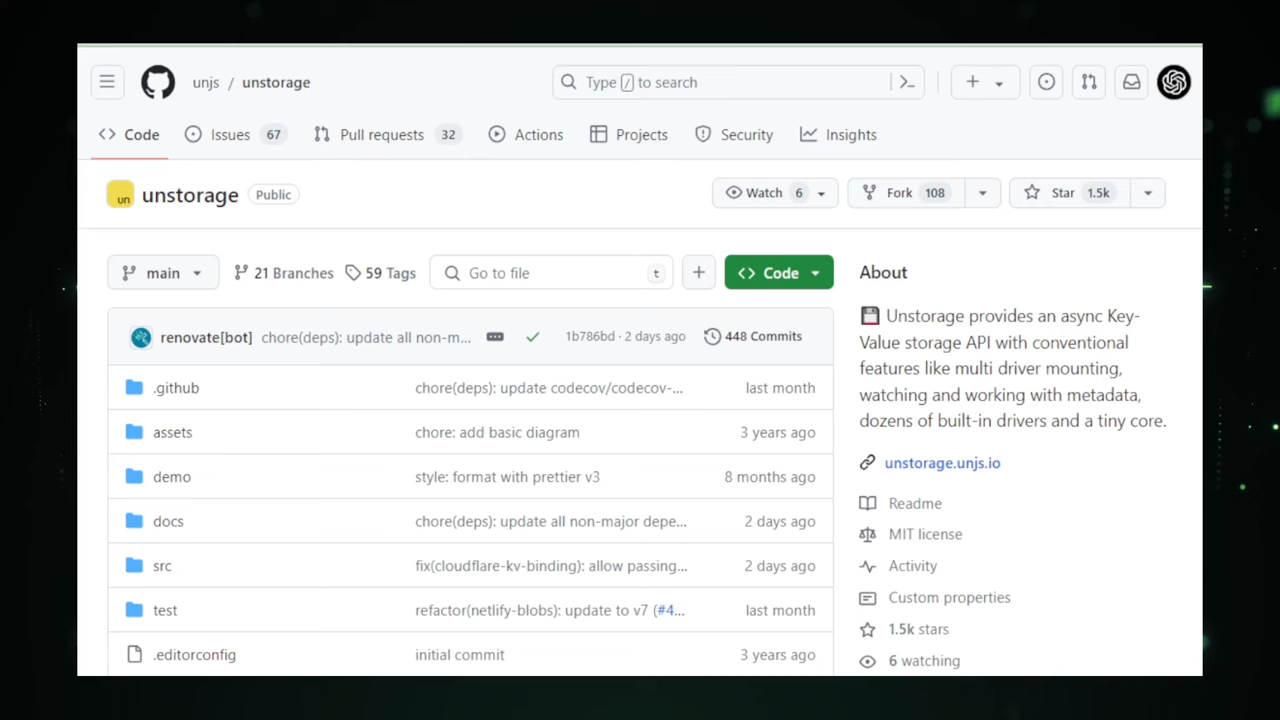 unjs / unstorage
Type / to search
Code
Issues 67
Pull requests 32
Actions
Projects
Security
Insights
un
unstorage
Public
Watch 6
Fork 108
Star 1.5k
main
21 Branches
59 Tags
Go to file
t
Code
About
renovate[bot] chore(deps): update all non-m... 1b786bd · 2 days ago 448 Commits
.github chore(deps): update codecov/codecov-... last month
assets chore: add basic diagram 3 years ago
demo style: format with prettier v3 8 months ago
docs chore(deps): update all non-major depe... 2 days ago
src fix(cloudflare-kv-binding): allow passing... 2 days ago
test refactor(netlify-blobs): update to v7 (#4... last month
.editorconfig initial commit 3 years ago
💾 Unstorage provides an async Key-
Value storage API with conventional
features like multi driver mounting,
watching and working with metadata,
dozens of built-in drivers and a tiny core.
unstorage.unjs.io
Readme
MIT license
Activity
Custom properties
1.5k stars
6 watching